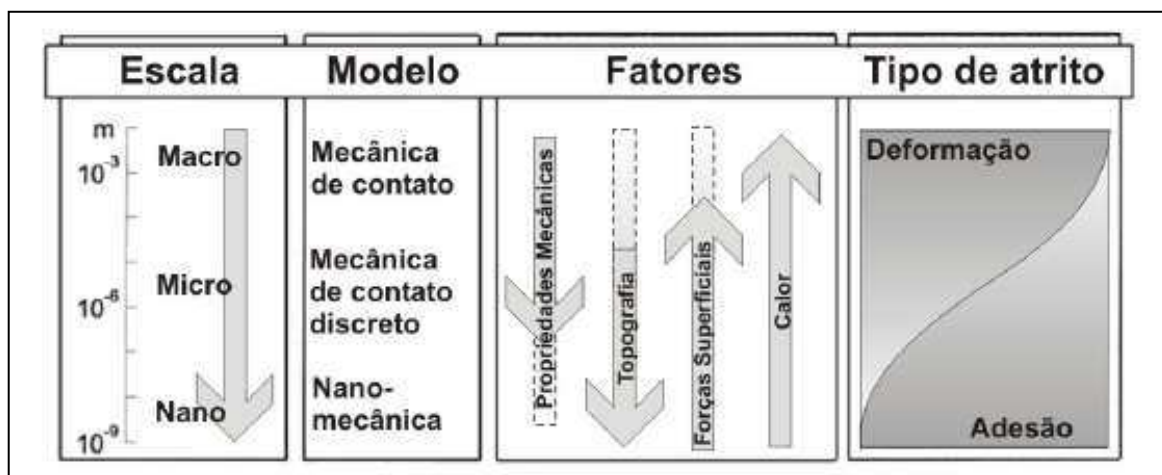 Escala
Modelo
Fatores
Tipo de atrito
m
10⁻³
10⁻⁶
10⁻⁹
Macro
Micro
Nano
Mecânica
de contato
Mecânica
de contato
discreto
Nano-
mecânica
Propriedades Mecânicas
Topografia
Forças Superficiais
Calor
Deformação
Adesão